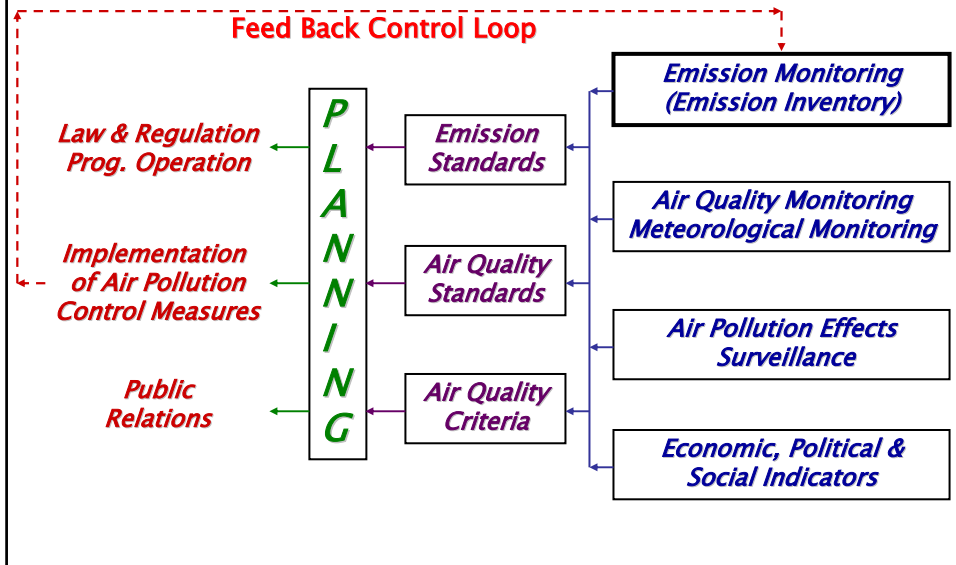 Feed Back Control Loop
Emission Monitoring
(Emission Inventory)
Law & Regulation
Prog. Operation
PLANNING
Emission
Standards
Air Quality Monitoring
Meteorological Monitoring
Implementation
of Air Pollution
Control Measures
Air Quality
Standards
Air Pollution Effects
Surveillance
Public
Relations
Air Quality
Criteria
Economic, Political &
Social Indicators